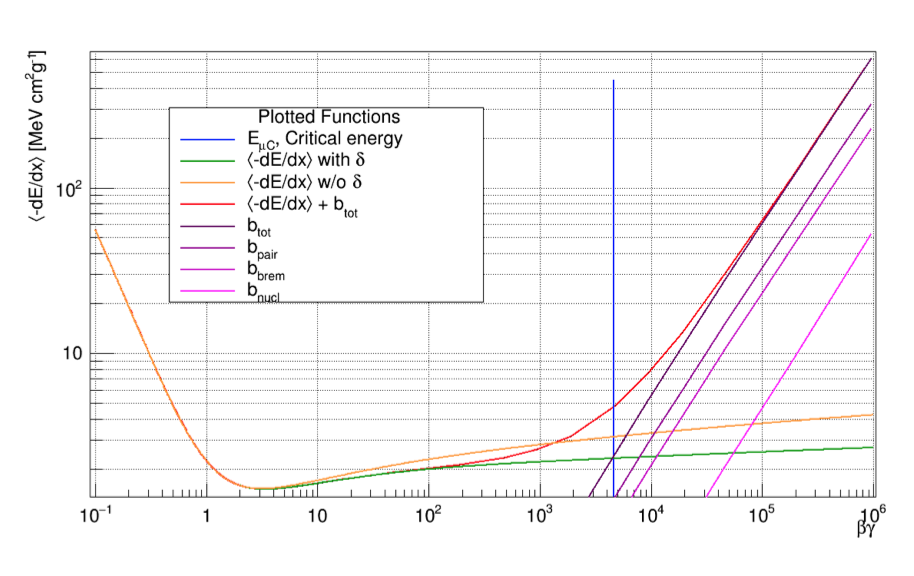 ⟨-dE/dx⟩ [MeV cm²g⁻¹]
Plotted Functions
E_μC, Critical energy
⟨-dE/dx⟩ with δ
⟨-dE/dx⟩ w/o δ
⟨-dE/dx⟩ + b_tot
b_tot
b_pair
b_brem
b_nucl
10²
10
10⁻¹ 1 10 10² 10³ 10⁴ 10⁵ 10⁶
βγ